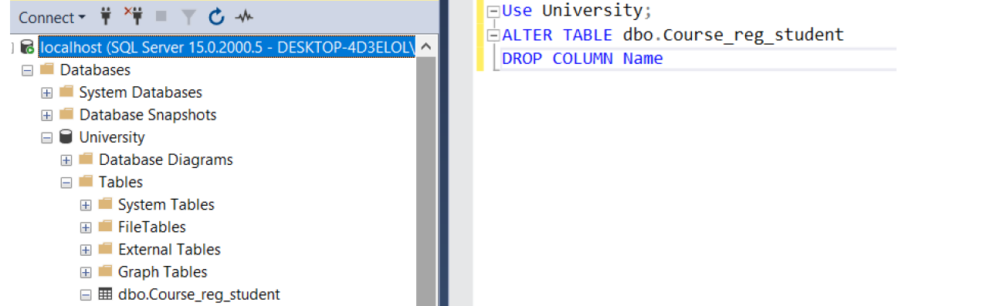 Connect
localhost (SQL Server 15.0.2000.5 - DESKTOP-4D3ELOL\
Databases
System Databases
Database Snapshots
University
Database Diagrams
Tables
System Tables
FileTables
External Tables
Graph Tables
dbo.Course_reg_student
Use University;
ALTER TABLE dbo.Course_reg_student
DROP COLUMN Name